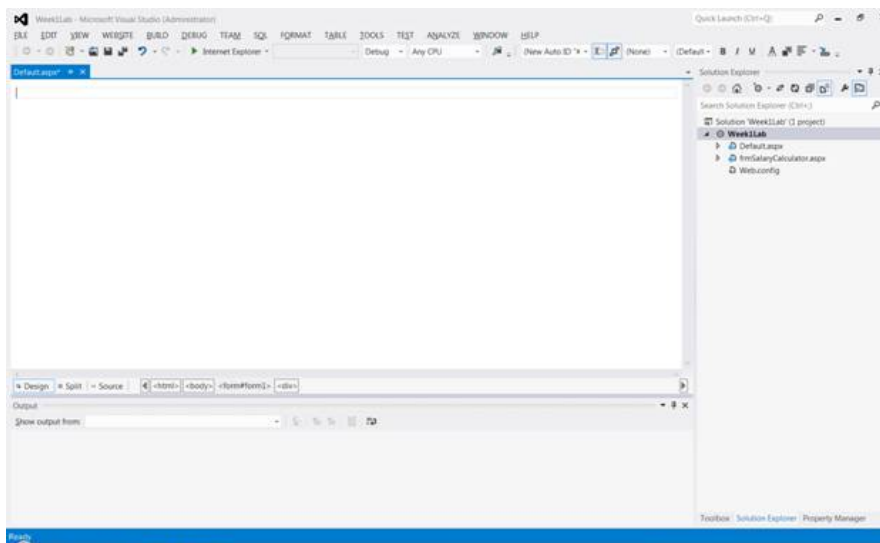 Week1Lab - Microsoft Visual Studio (Administrator)
Quick Launch (Ctrl+Q)
FILE EDIT VIEW WEBSITE BUILD DEBUG TEAM SQL FORMAT TABLE TOOLS TEST ANALYZE WINDOW HELP
Internet Explorer Debug Any CPU (New Auto ID (None) (Default B I U A
Default.aspx*
Solution Explorer
Search Solution Explorer (Ctrl+;)
Solution 'Week1Lab' (1 project)
Week1Lab
Default.aspx
frmSalaryCalculator.aspx
Web.config
Design Split Source <html> <body> <form#form1> <div>
Output
Show output from:
Toolbox Solution Explorer Property Manager
Ready